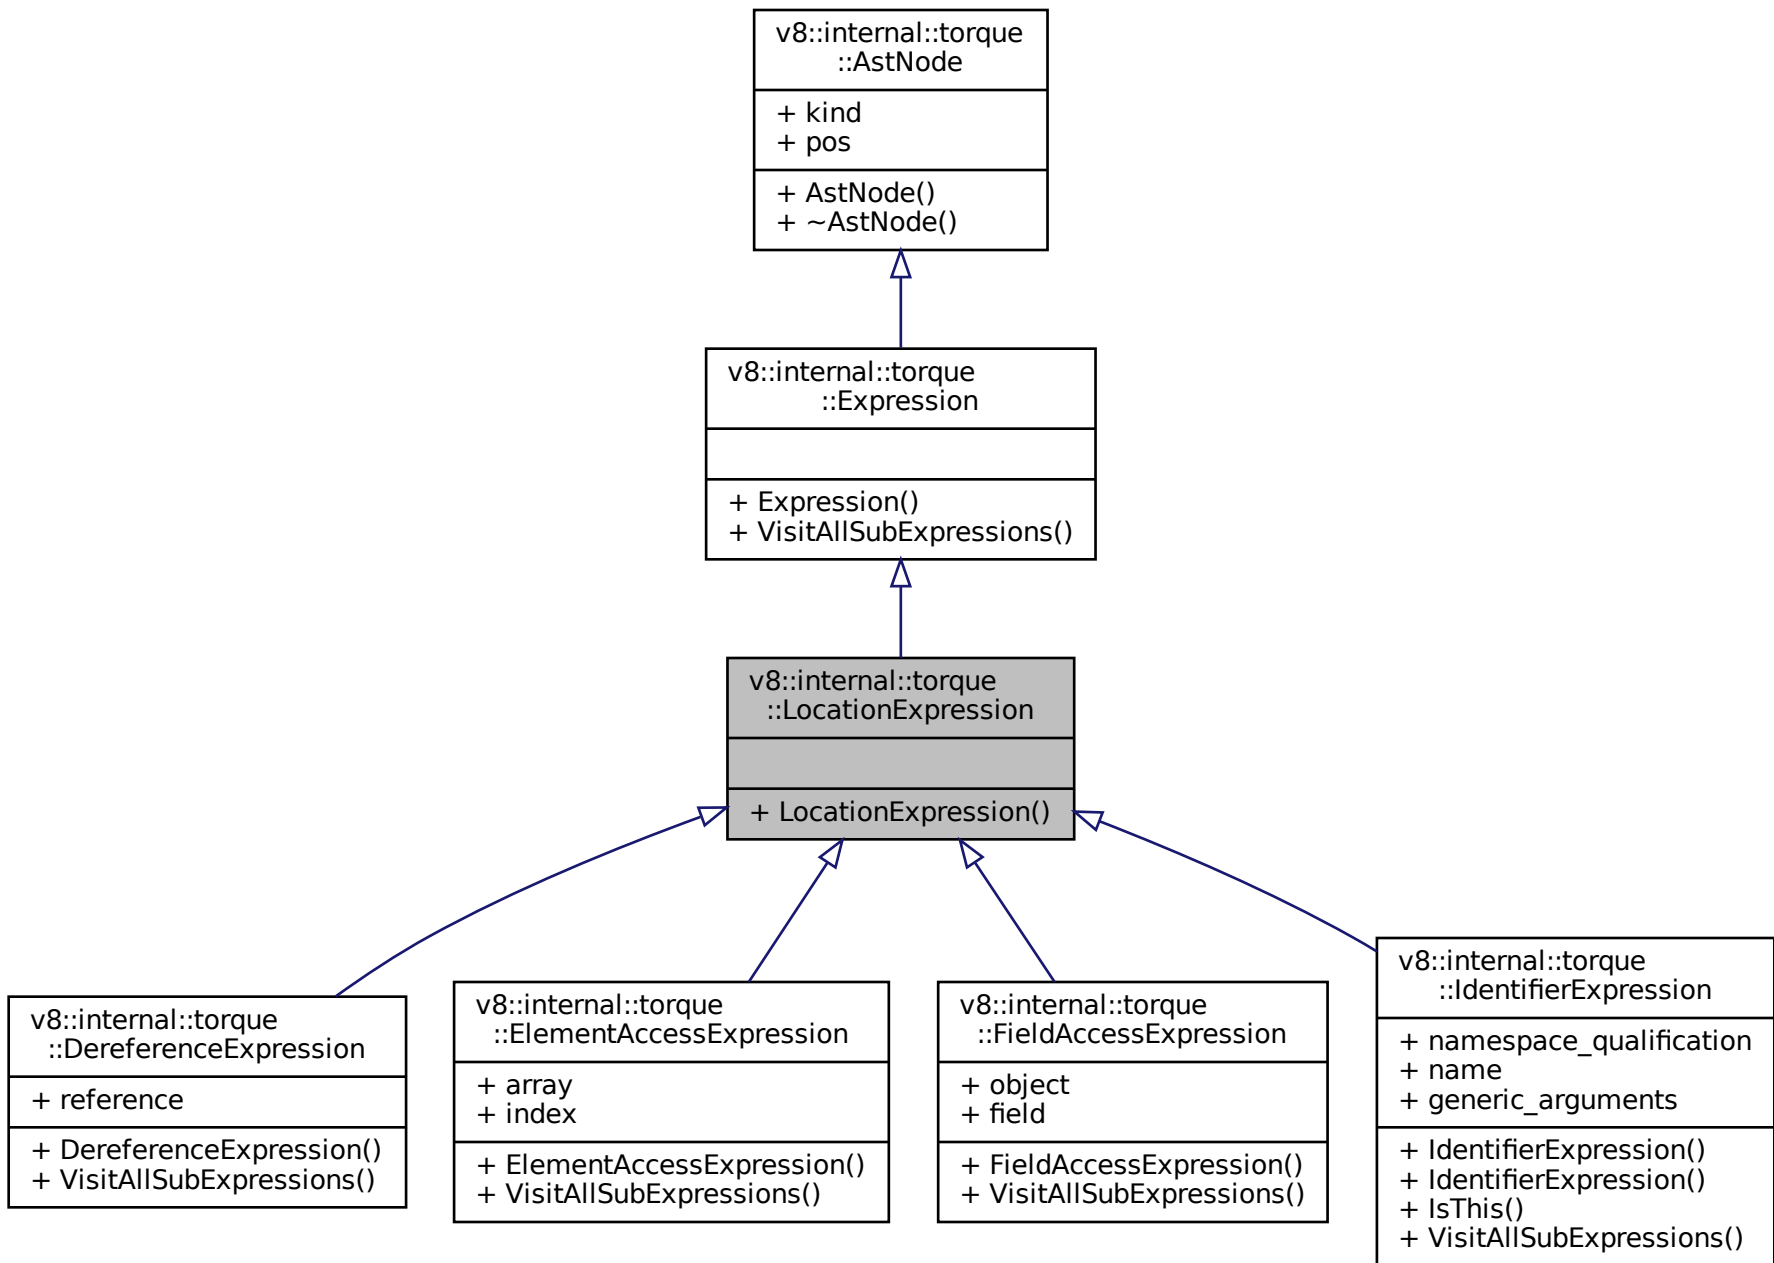 v8::internal::torque
::AstNode
+ kind
+ pos
+ AstNode()
+ ~AstNode()
v8::internal::torque
::Expression
+ Expression()
+ VisitAllSubExpressions()
v8::internal::torque
::LocationExpression
+ LocationExpression()
v8::internal::torque
::DereferenceExpression
+ reference
+ DereferenceExpression()
+ VisitAllSubExpressions()
v8::internal::torque
::ElementAccessExpression
+ array
+ index
+ ElementAccessExpression()
+ VisitAllSubExpressions()
v8::internal::torque
::FieldAccessExpression
+ object
+ field
+ FieldAccessExpression()
+ VisitAllSubExpressions()
v8::internal::torque
::IdentifierExpression
+ namespace_qualification
+ name
+ generic_arguments
+ IdentifierExpression()
+ IdentifierExpression()
+ IsThis()
+ VisitAllSubExpressions()